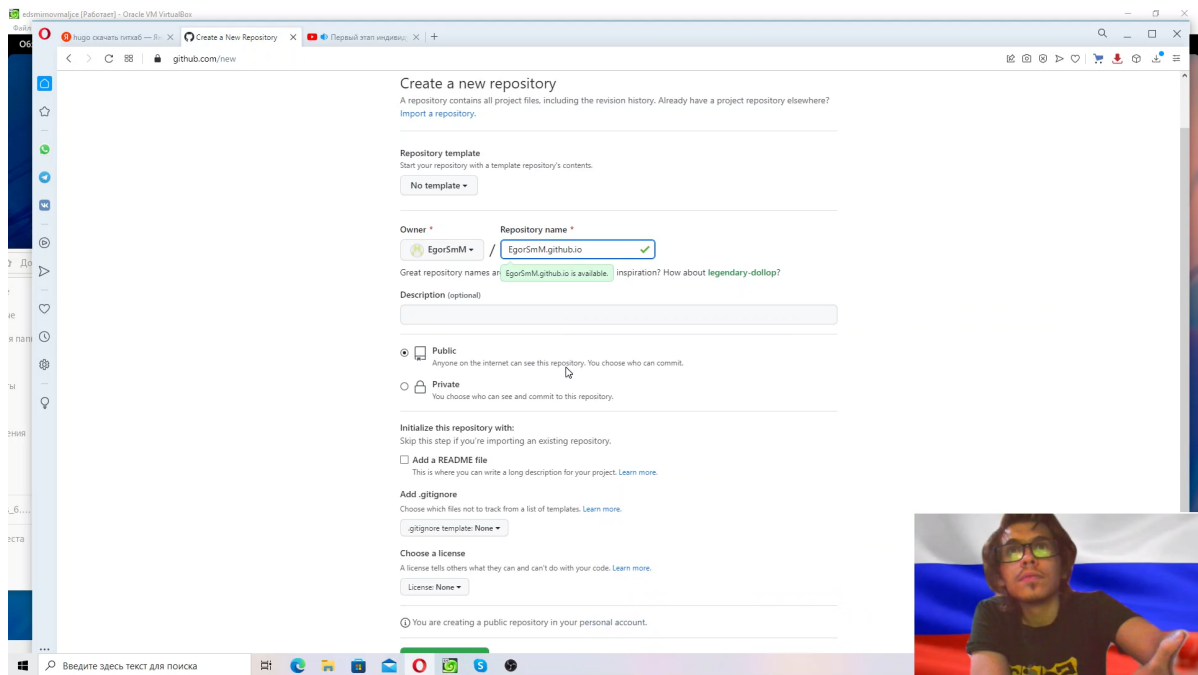 edsmirnovmaljce [Работает] - Oracle VM VirtualBox
Файл
hugo скачать гитхаб — Ян
Create a New Repository
Первый этап индивид
github.com/new
Create a new repository
A repository contains all project files, including the revision history. Already have a project repository elsewhere?
Import a repository.
Repository template
Start your repository with a template repository's contents.
No template
Owner *
Repository name *
EgorSmM
/
EgorSmM.github.io
Great repository names ar
EgorSmM.github.io is available.
inspiration? How about legendary-dollop?
Description (optional)
Public
Anyone on the internet can see this repository. You choose who can commit.
Private
You choose who can see and commit to this repository.
Initialize this repository with:
Skip this step if you're importing an existing repository.
Add a README file
This is where you can write a long description for your project. Learn more.
Add .gitignore
Choose which files not to track from a list of templates. Learn more.
.gitignore template: None
Choose a license
A license tells others what they can and can't do with your code. Learn more.
License: None
You are creating a public repository in your personal account.
Введите здесь текст для поиска